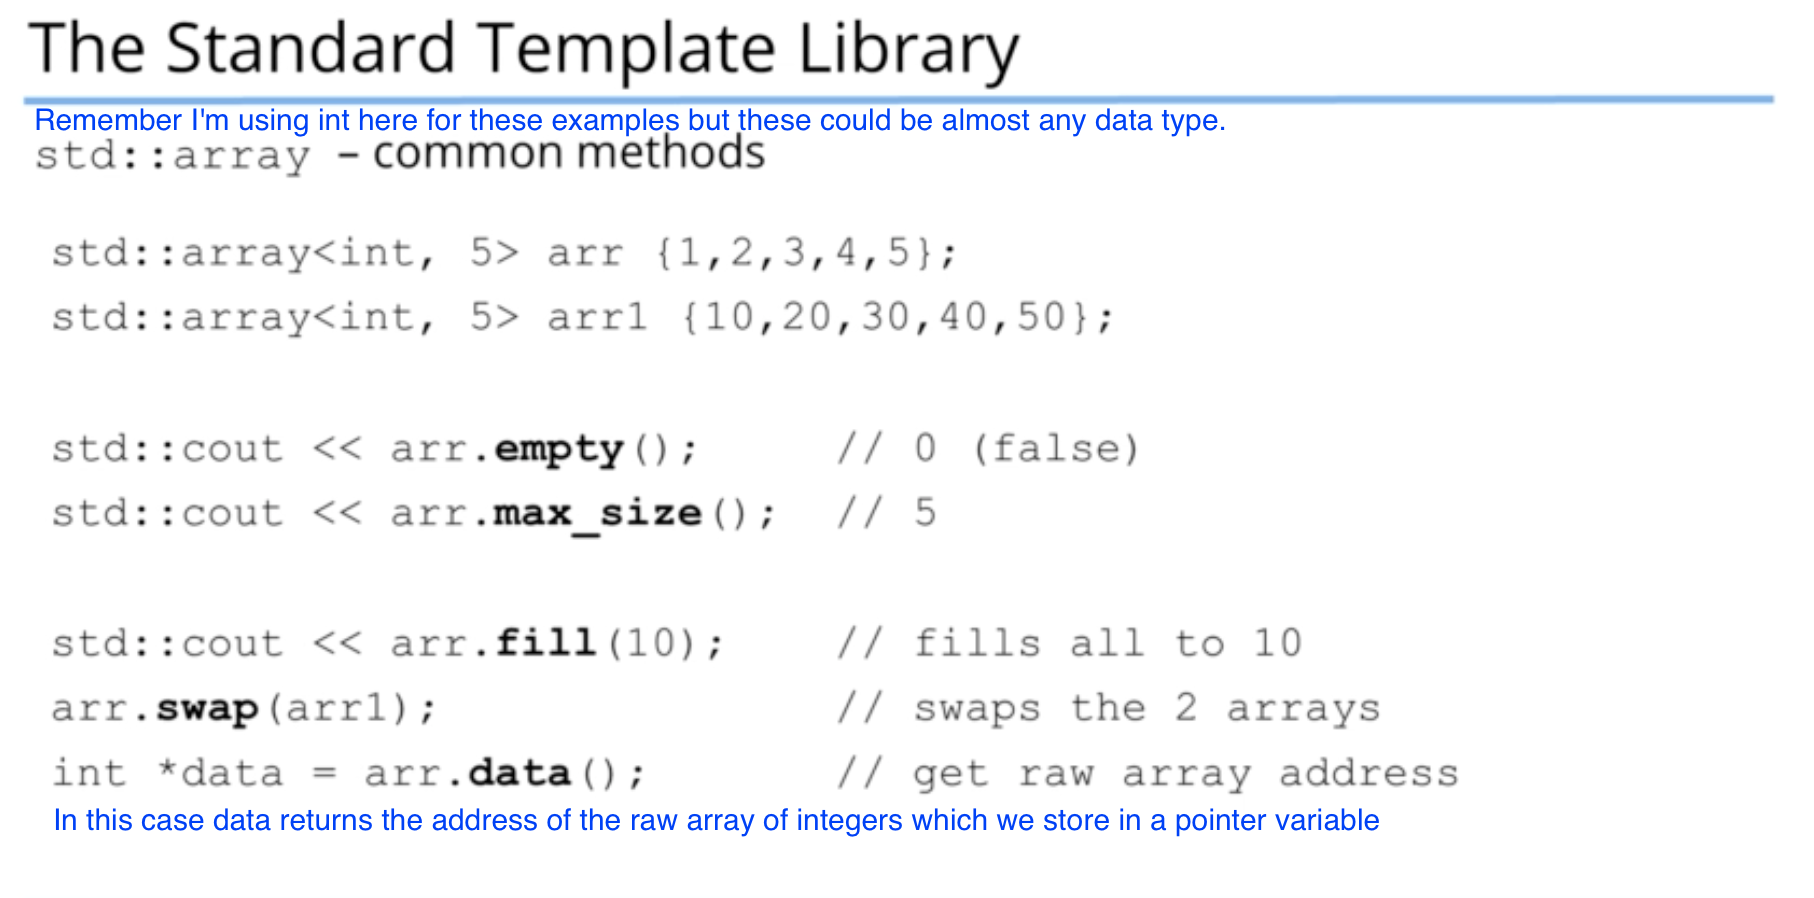 The Standard Template Library
Remember I'm using int here for these examples but these could be almost any data type.
std::array – common methods
std::array<int, 5> arr {1,2,3,4,5};
std::array<int, 5> arr1 {10,20,30,40,50};
std::cout << arr.empty(); // 0 (false)
std::cout << arr.max_size(); // 5
std::cout << arr.fill(10); // fills all to 10
arr.swap(arr1); // swaps the 2 arrays
int *data = arr.data(); // get raw array address
In this case data returns the address of the raw array of integers which we store in a pointer variable